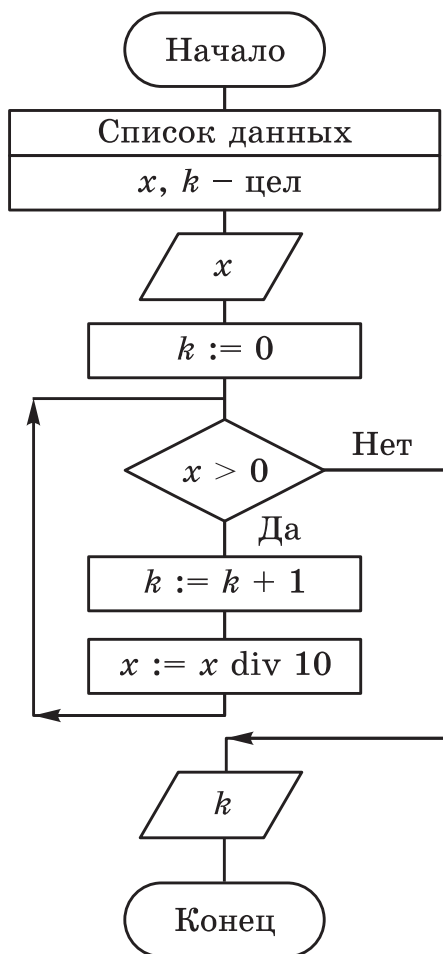 Начало
Список данных
x, k – цел
x
k := 0
x > 0
Нет
Да
k := k + 1
x := x div 10
k
Конец